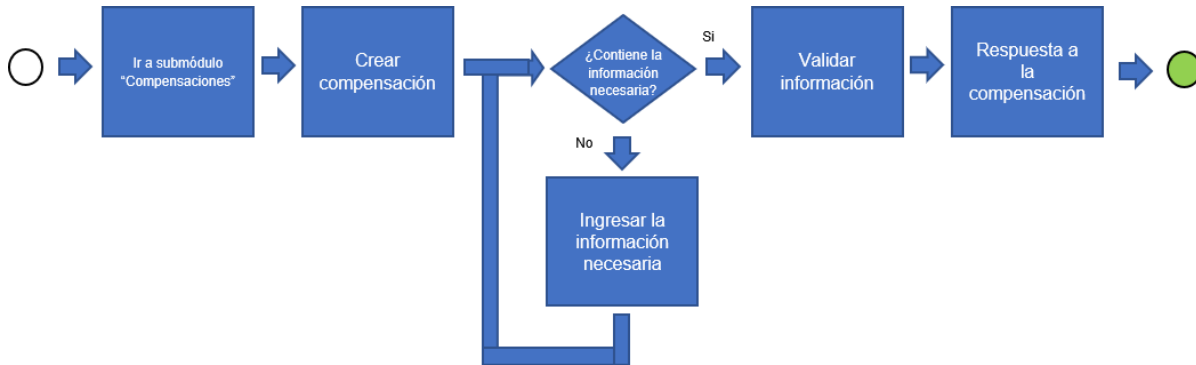 Ir a submódulo
“Compensaciones”
Crear
compensación
¿Contiene la
información
necesaria?
Si
Validar
información
Respuesta a
la
compensación
No
Ingresar la
información
necesaria